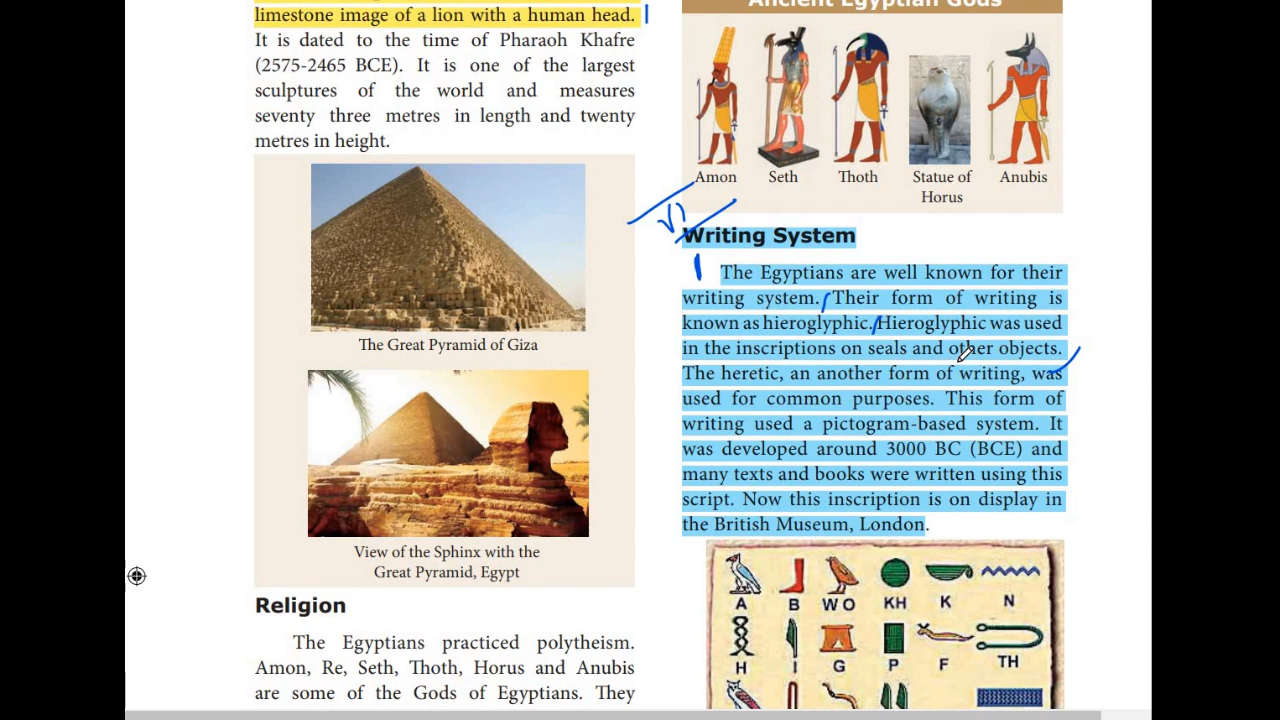 limestone image of a lion with a human head.
It is dated to the time of Pharaoh Khafre
(2575-2465 BCE). It is one of the largest
sculptures of the world and measures
seventy three metres in length and twenty
metres in height.
The Great Pyramid of Giza
View of the Sphinx with the
Great Pyramid, Egypt
Religion
The Egyptians practiced polytheism.
Amon, Re, Seth, Thoth, Horus and Anubis
are some of the Gods of Egyptians. They
Ancient Egyptian Gods
Amon Seth Thoth Statue of Horus Anubis
Writing System
The Egyptians are well known for their
writing system. Their form of writing is
known as hieroglyphic. Hieroglyphic was used
in the inscriptions on seals and other objects.
The heretic, an another form of writing, was
used for common purposes. This form of
writing used a pictogram-based system. It
was developed around 3000 BC (BCE) and
many texts and books were written using this
script. Now this inscription is on display in
the British Museum, London.
A B WO KH K N
H I G P F TH